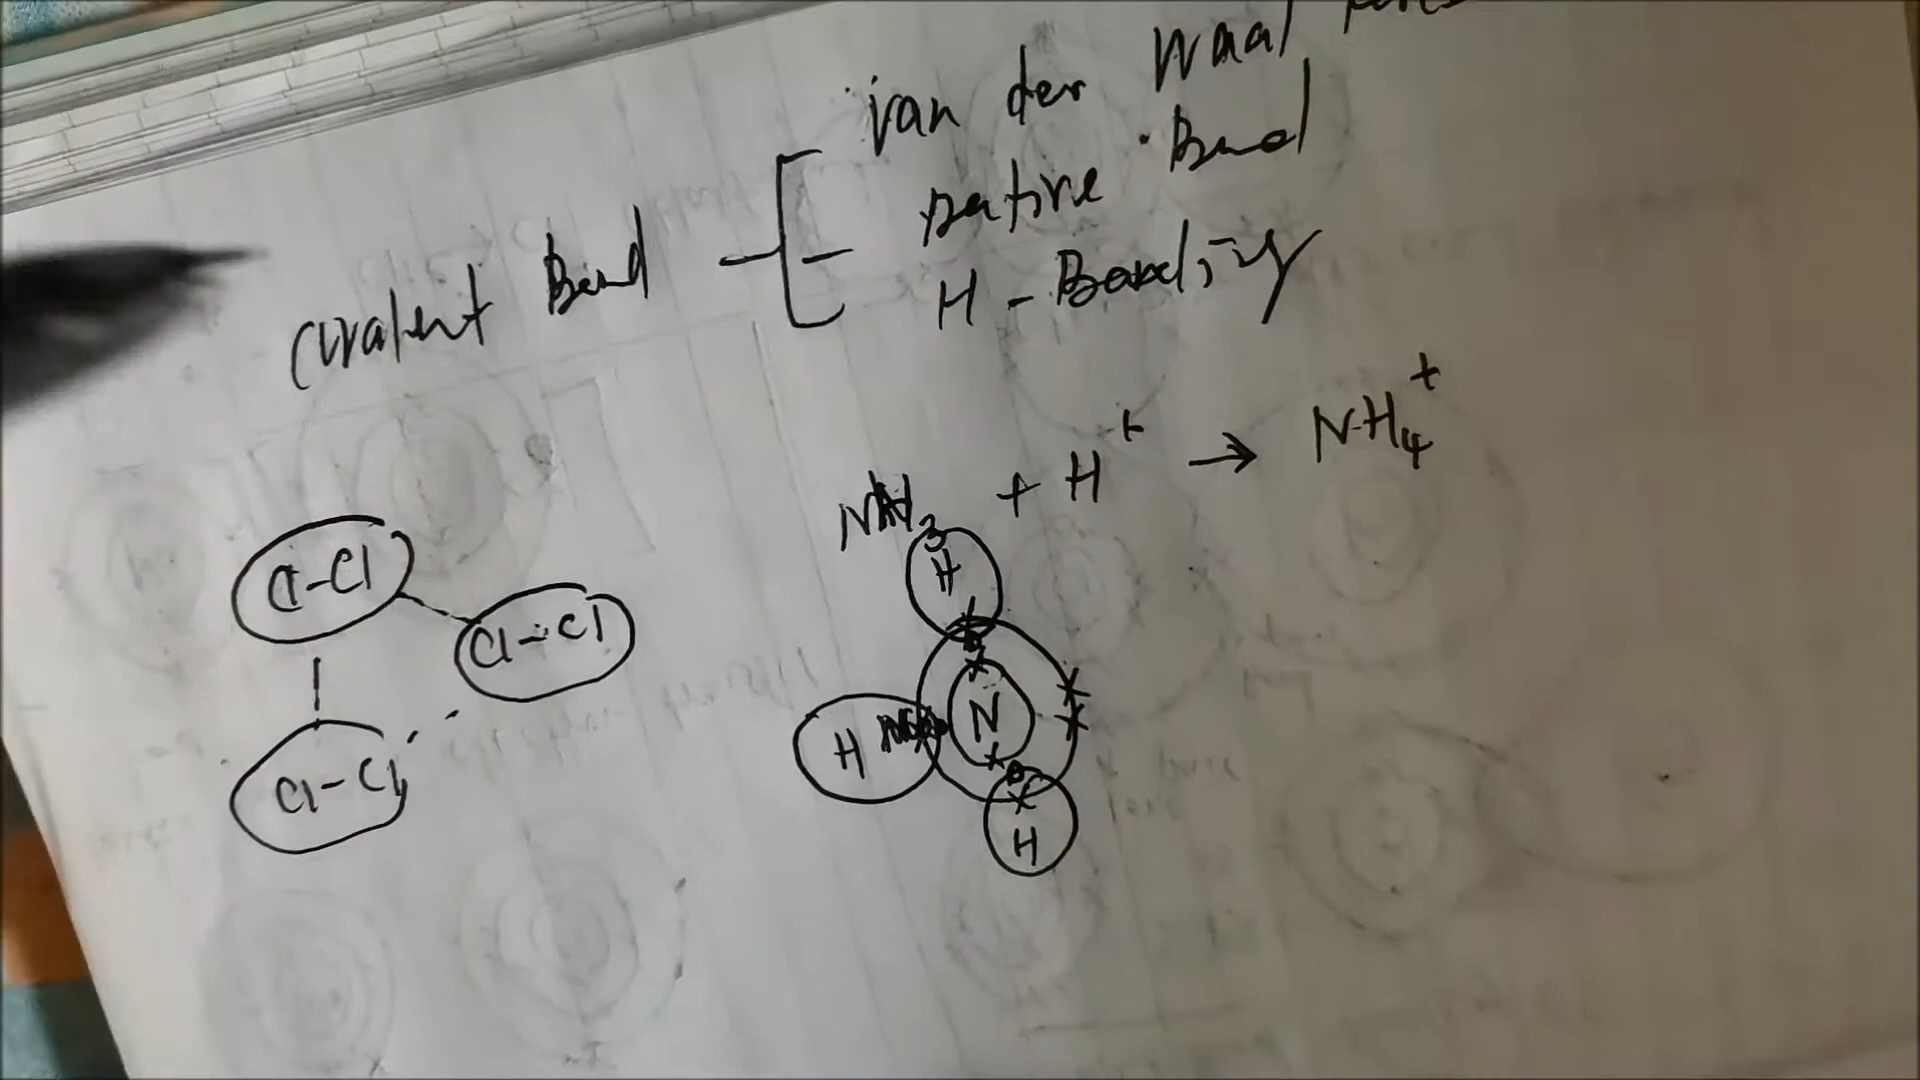 van der Waal
Dative Bond
Covalent Bond
H - Bonding
NH3 + H+ → NH4+
H
Cl-Cl
Cl-Cl
N
H
Cl-Cl
H